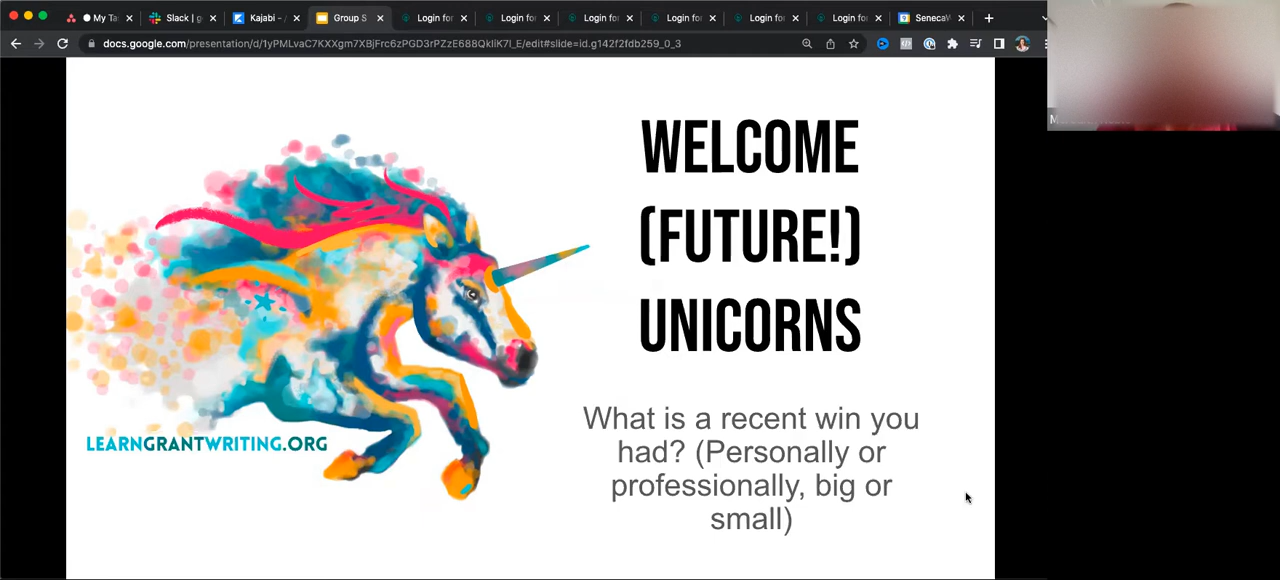 My Ta
Slack | g
Kajabi – /
Group S
Login for
Login for
Login for
Login for
Login for
Login for
SenecaV
docs.google.com/presentation/d/1yPMLvaC7KXXgm7XBjFrc6zPGD3rPZzE688QkliK7I_E/edit#slide=id.g142f2fdb259_0_3
WELCOME
(FUTURE!)
UNICORNS
What is a recent win you
had? (Personally or
professionally, big or
small)
LEARNGRANTWRITING.ORG